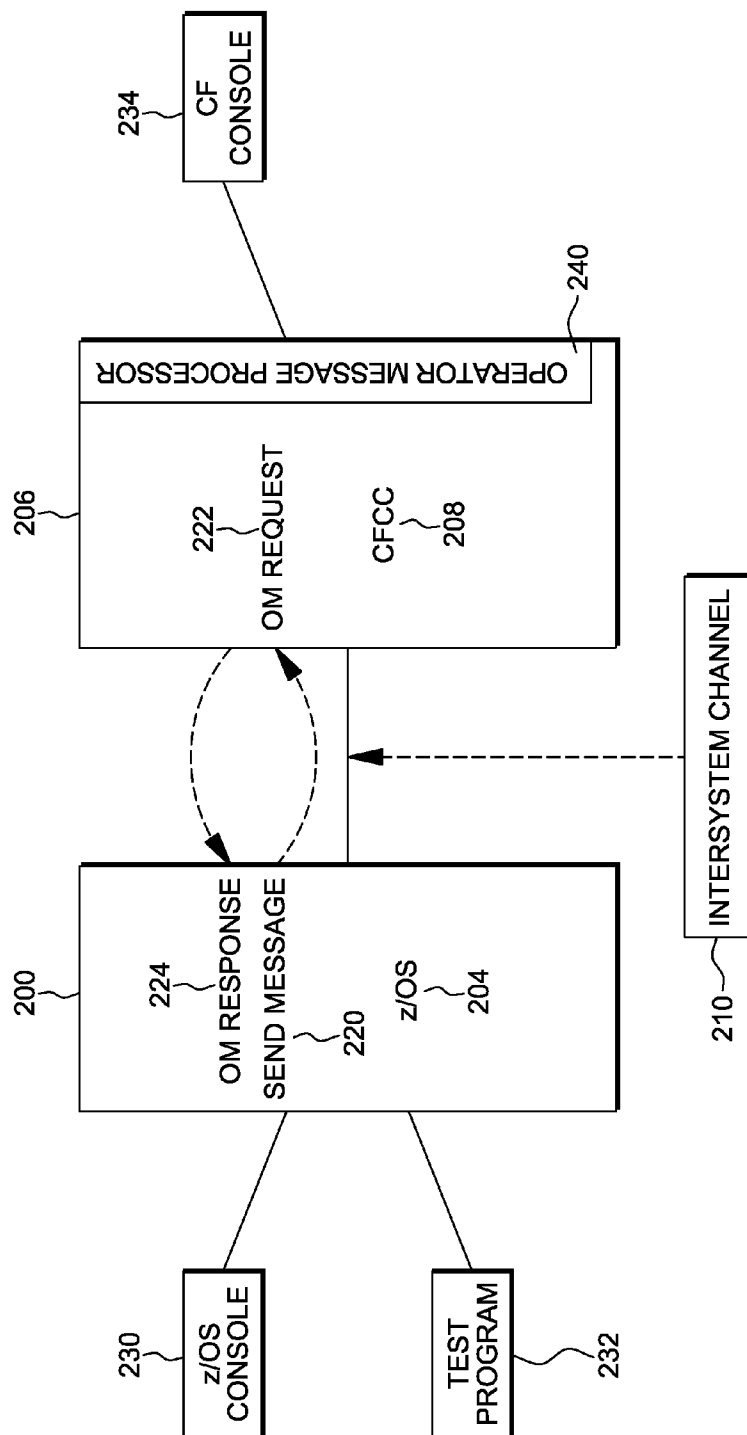 230
z/OS
CONSOLE
TEST
PROGRAM
232
200
224
OM RESPONSE
SEND MESSAGE
220
z/OS
204
206
222
OM REQUEST
CFCC
208
OPERATOR MESSAGE PROCESSOR
240
234
CF
CONSOLE
INTERSYSTEM CHANNEL
210